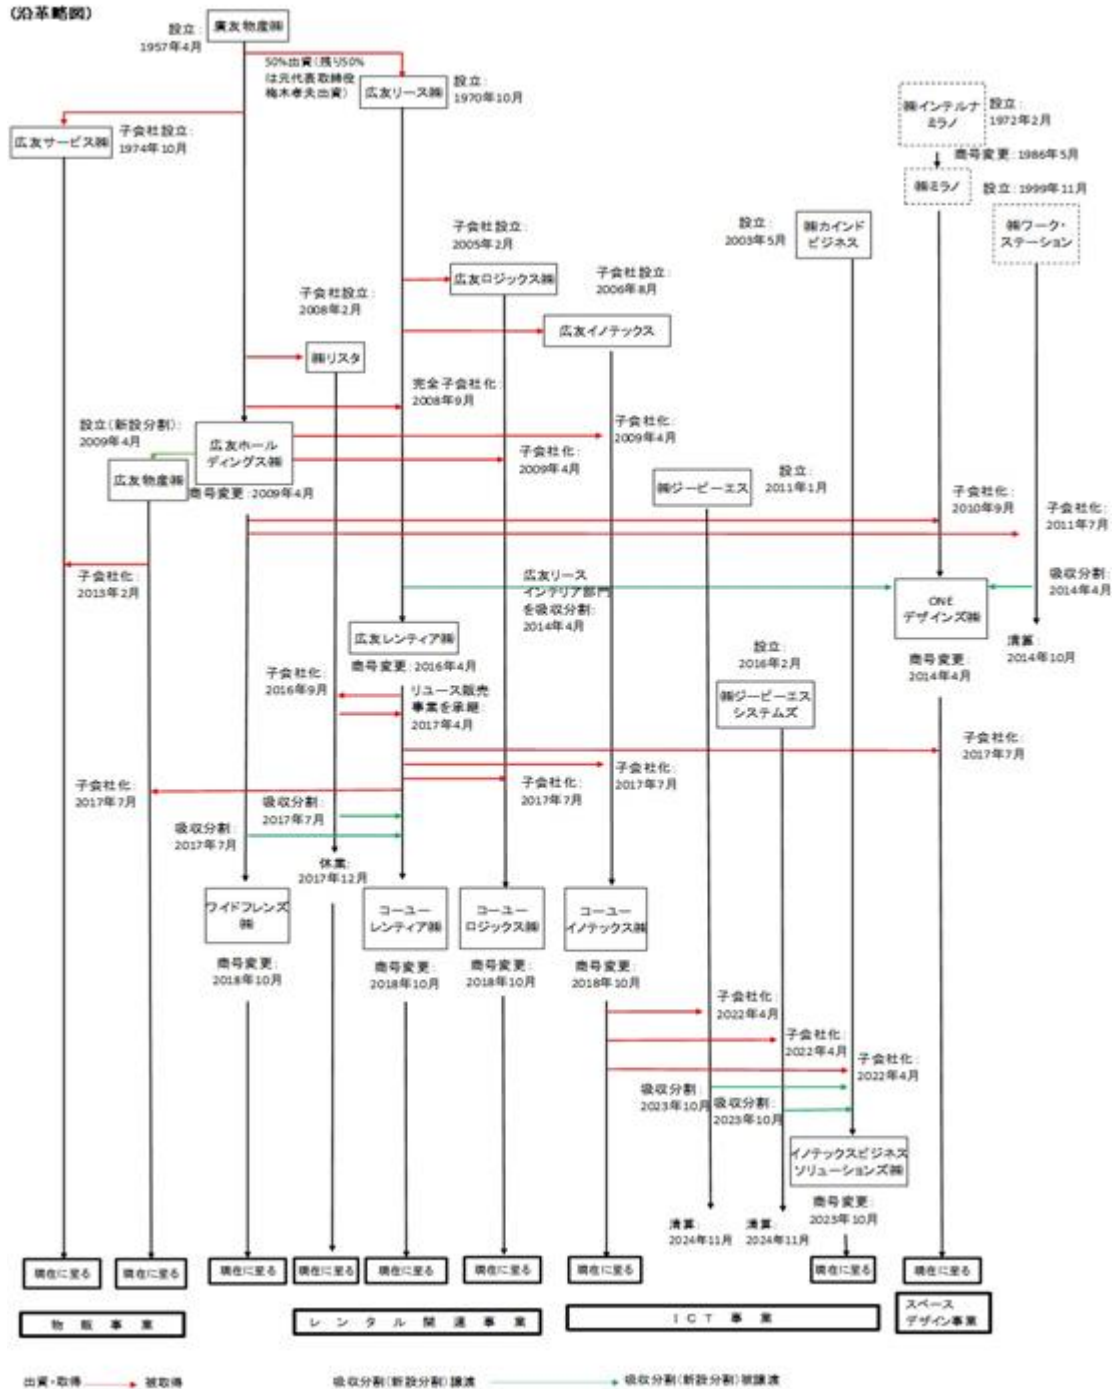 (沿革略図)
廣友物産㈱
設立:
1957年4月
50%出資(残り50%
は元代表取締役
梅木孝夫出資)
広友リース㈱
設立:
1970年10月
広友サービス㈱
子会社設立:
1974年10月
㈱インテルナ
ミラノ
設立:
1972年2月
商号変更:1986年5月
㈱ミラノ
設立:1999年11月
㈱ワーク・
ステーション
設立:
2003年5月
㈱カインド
ビジネス
子会社設立:
2005年2月
広友ロジックス㈱
子会社設立:
2006年8月
広友イノテックス
子会社設立:
2008年2月
㈱リスタ
完全子会社化:
2008年9月
設立(新設分割):
2009年4月
広友ホール
ディングス㈱
商号変更:2009年4月
広友物産㈱
子会社化:
2009年4月
子会社化:
2009年4月
㈱ジービーエス
設立:
2011年1月
子会社化:
2010年9月
子会社化:
2011年7月
子会社化:
2013年2月
広友リース
インテリア部門
を吸収分割:
2014年4月
ONE
デザインズ㈱
吸収分割:
2014年4月
商号変更:
2014年4月
清算:
2014年10月
広友レンティア㈱
商号変更:2016年4月
設立:
2016年2月
㈱ジービーエス
システムズ
子会社化:
2016年9月
リユース販売
事業を承継:
2017年4月
子会社化:
2017年7月
子会社化:
2017年7月
子会社化:
2017年7月
子会社化:
2017年7月
吸収分割:
2017年7月
吸収分割:
2017年7月
休業:
2017年12月
ワイドフレンズ
㈱
コーユー
レンティア㈱
コーユー
ロジックス㈱
コーユー
イノテックス㈱
商号変更:
2018年10月
商号変更:
2018年10月
商号変更:
2018年10月
商号変更:
2018年10月
子会社化:
2022年4月
子会社化:
2022年4月
子会社化:
2022年4月
吸収分割:
2023年10月
吸収分割:
2023年10月
イノテックスビジネス
ソリューションズ㈱
商号変更:
2023年10月
清算:
2024年11月
清算:
2024年11月
現在に至る
現在に至る
現在に至る
現在に至る
現在に至る
現在に至る
現在に至る
現在に至る
現在に至る
物販事業
レンタル関連事業
ICT事業
スペース
デザイン事業
出資・取得 被取得
吸収分割(新設分割)譲渡 吸収分割(新設分割)被譲渡